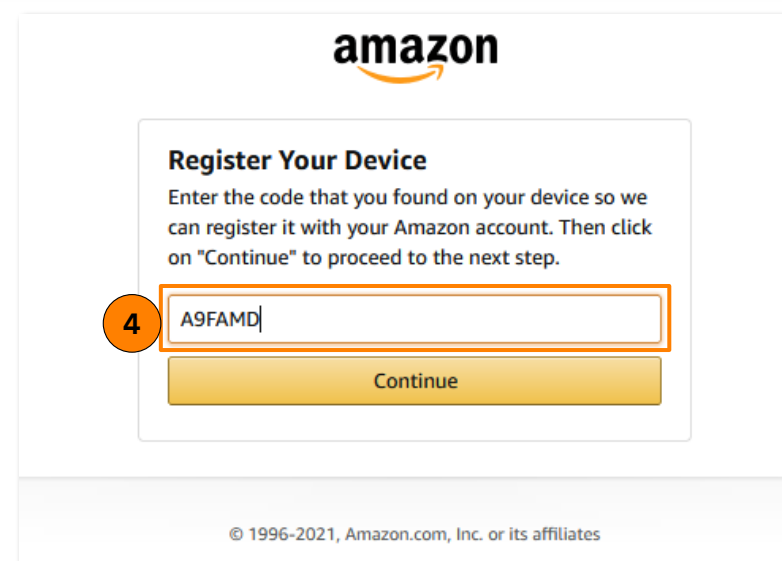 amazon
Register Your Device
Enter the code that you found on your device so we
can register it with your Amazon account. Then click
on "Continue" to proceed to the next step.
4
A9FAMD
Continue
© 1996-2021, Amazon.com, Inc. or its affiliates